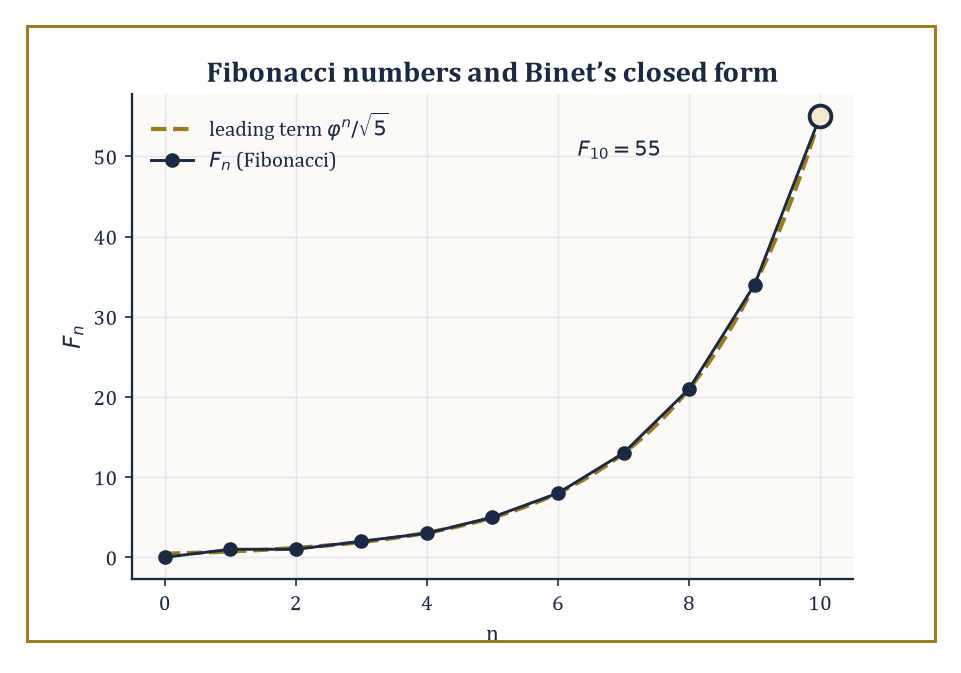 Fibonacci numbers and Binet’s closed form
leading term φⁿ/√5
Fₙ (Fibonacci)
F₁₀ = 55
50
40
30
20
10
0
Fₙ
0 2 4 6 8 10
n